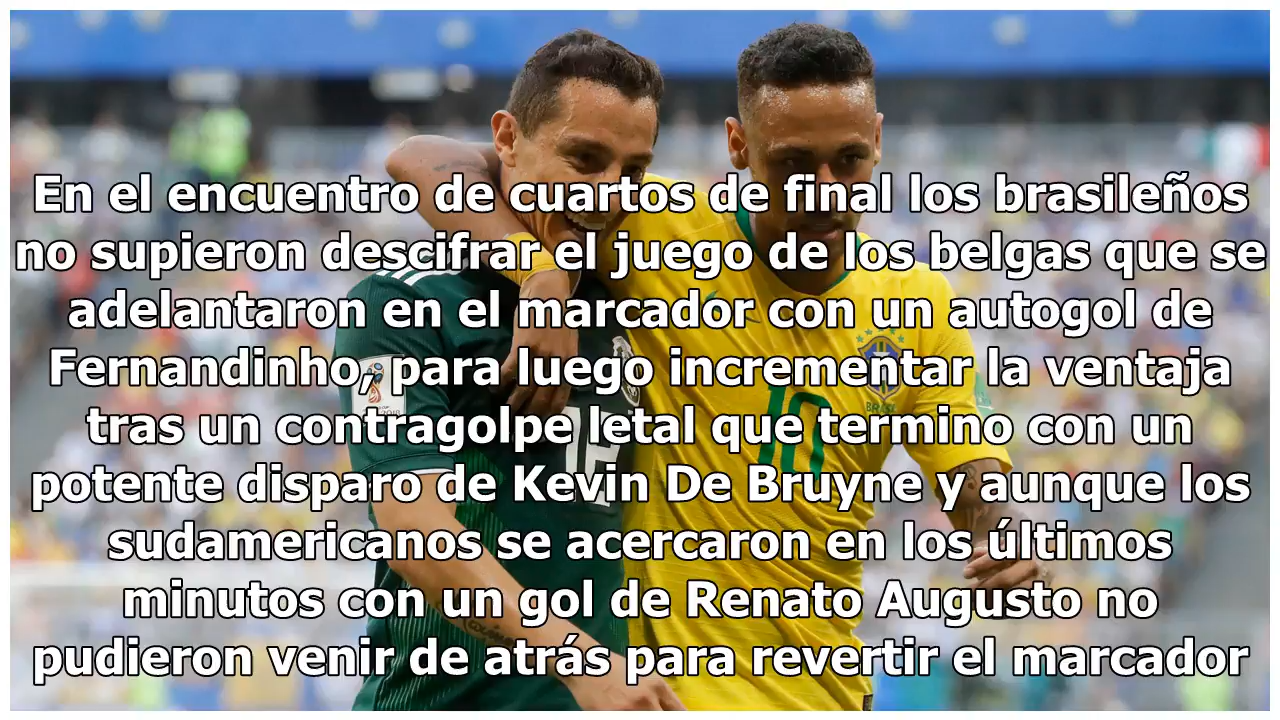 En el encuentro de cuartos de final los brasileños
no supieron descifrar el juego de los belgas que se
adelantaron en el marcador con un autogol de
Fernandinho, para luego incrementar la ventaja
tras un contragolpe letal que termino con un
potente disparo de Kevin De Bruyne y aunque los
sudamericanos se acercaron en los últimos
minutos con un gol de Renato Augusto no
pudieron venir de atrás para revertir el marcador
10
BRASIL